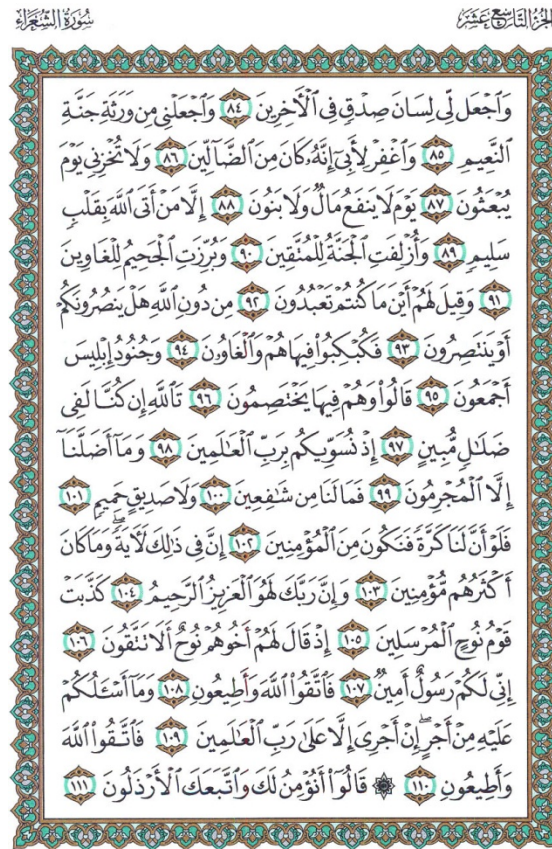 الجزء التاسع عشر
سورة الشعراء
وَٱجْعَل لِّى لِسَانَ صِدْقٍ فِى ٱلْأَخِرِينَ ٨٤ وَٱجْعَلْنِى مِن وَرَثَةِ جَنَّةِ
ٱلنَّعِيمِ ٨٥ وَٱغْفِرْ لِأَبِىٓ إِنَّهُۥ كَانَ مِنَ ٱلضَّآلِّينَ ٨٦ وَلَا تُخْزِنِى يَوْمَ
يُبْعَثُونَ ٨٧ يَوْمَ لَا يَنفَعُ مَالٌ وَلَا بَنُونَ ٨٨ إِلَّا مَنْ أَتَى ٱللَّهَ بِقَلْبٍ
سَلِيمٍ ٨٩ وَأُزْلِفَتِ ٱلْجَنَّةُ لِلْمُتَّقِينَ ٩٠ وَبُرِّزَتِ ٱلْجَحِيمُ لِلْغَاوِينَ
٩١ وَقِيلَ لَهُمْ أَيْنَ مَا كُنتُمْ تَعْبُدُونَ ٩٢ مِن دُونِ ٱللَّهِ هَلْ يَنصُرُونَكُمْ
أَوْ يَنتَصِرُونَ ٩٣ فَكُبْكِبُوا۟ فِيهَا هُمْ وَٱلْغَاوُۥنَ ٩٤ وَجُنُودُ إِبْلِيسَ
أَجْمَعُونَ ٩٥ قَالُوا۟ وَهُمْ فِيهَا يَخْتَصِمُونَ ٩٦ تَٱللَّهِ إِن كُنَّا لَفِى
ضَلَٰلٍ مُّبِينٍ ٩٧ إِذْ نُسَوِّيكُم بِرَبِّ ٱلْعَٰلَمِينَ ٩٨ وَمَآ أَضَلَّنَآ
إِلَّا ٱلْمُجْرِمُونَ ٩٩ فَمَا لَنَا مِن شَٰفِعِينَ ١٠٠ وَلَا صَدِيقٍ حَمِيمٍ ١٠١
فَلَوْ أَنَّ لَنَا كَرَّةً فَنَكُونَ مِنَ ٱلْمُؤْمِنِينَ ١٠٢ إِنَّ فِى ذَٰلِكَ لَأَيَةً ۖ وَمَا كَانَ
أَكْثَرُهُم مُّؤْمِنِينَ ١٠٣ وَإِنَّ رَبَّكَ لَهُوَ ٱلْعَزِيزُ ٱلرَّحِيمُ ١٠٤ كَذَّبَتْ
قَوْمُ نُوحٍ ٱلْمُرْسَلِينَ ١٠٥ إِذْ قَالَ لَهُمْ أَخُوهُمْ نُوحٌ أَلَا تَتَّقُونَ ١٠٦
إِنِّى لَكُمْ رَسُولٌ أَمِينٌ ١٠٧ فَٱتَّقُوا۟ ٱللَّهَ وَأَطِيعُونِ ١٠٨ وَمَآ أَسْـَٔلُكُمْ
عَلَيْهِ مِنْ أَجْرٍ ۖ إِنْ أَجْرِىَ إِلَّا عَلَىٰ رَبِّ ٱلْعَٰلَمِينَ ١٠٩ فَٱتَّقُوا۟ ٱللَّهَ
وَأَطِيعُونِ ١١٠ ۞ قَالُوٓا۟ أَنُؤْمِنُ لَكَ وَٱتَّبَعَكَ ٱلْأَرْذَلُونَ ١١١